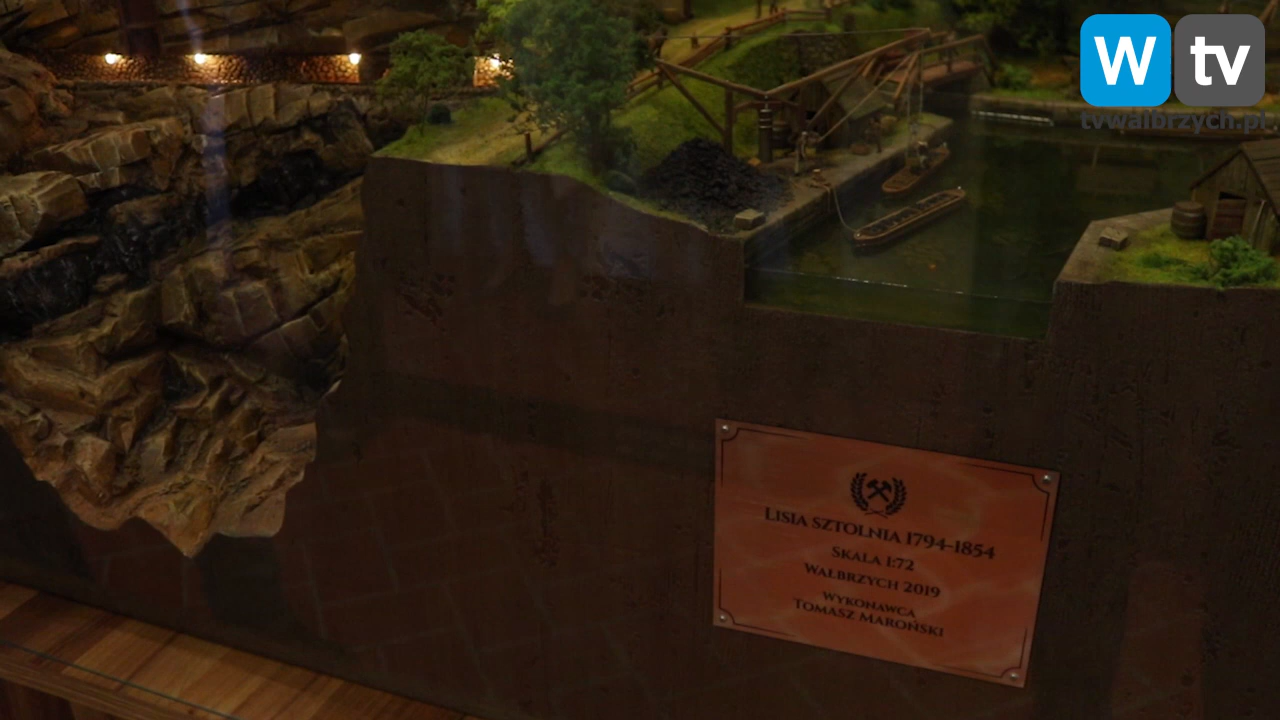 W tv
tvwalbrzych.pl
LISIA SZTOLNIA 1794-1854
SKALA 1:72
WAŁBRZYCH 2019
WYKONAWCA
TOMASZ MAROŃSKI